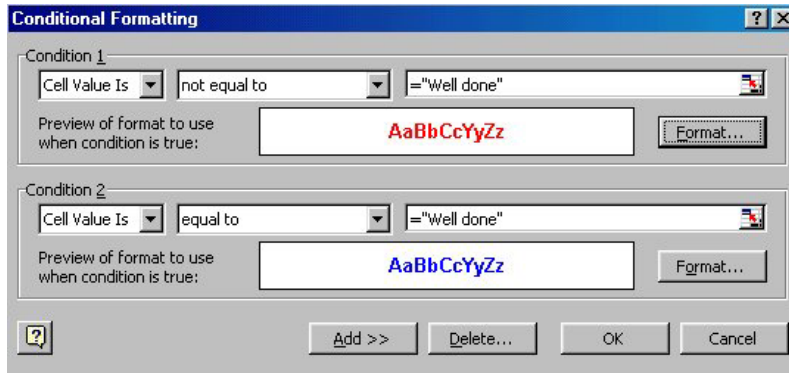 Conditional Formatting
Condition 1
Cell Value Is not equal to ="Well done"
Preview of format to use AaBbCcYyZz Format...
when condition is true:
Condition 2
Cell Value Is equal to ="Well done"
Preview of format to use AaBbCcYyZz Format...
when condition is true:
Add >> Delete... OK Cancel